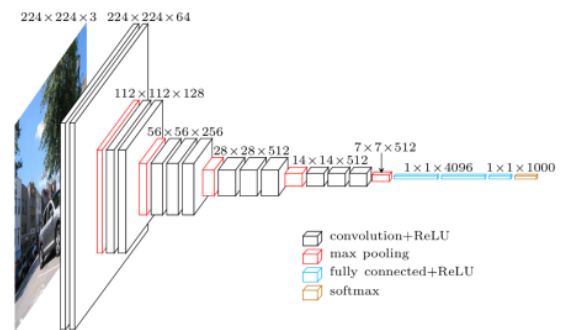 224×224×3
224×224×64
112×112×128
56×56×256
28×28×512
14×14×512
7×7×512
1×1×4096
1×1×1000
convolution+ReLU
max pooling
fully connected+ReLU
softmax